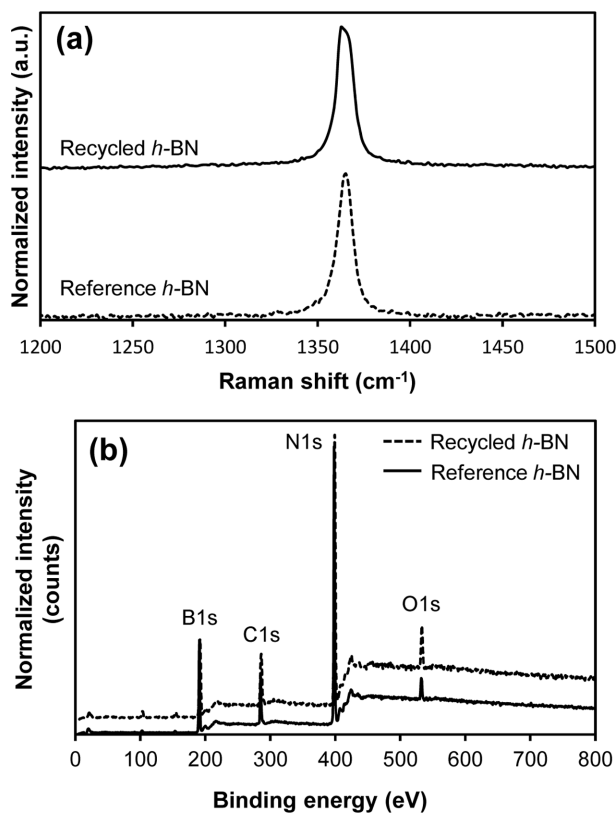 (a)
Normalized intensity (a.u.)
Recycled h-BN
Reference h-BN
1200 1250 1300 1350 1400 1450 1500
Raman shift (cm⁻¹)
(b)
Normalized intensity
(counts)
N1s
Recycled h-BN
Reference h-BN
B1s
C1s
O1s
0 100 200 300 400 500 600 700 800
Binding energy (eV)